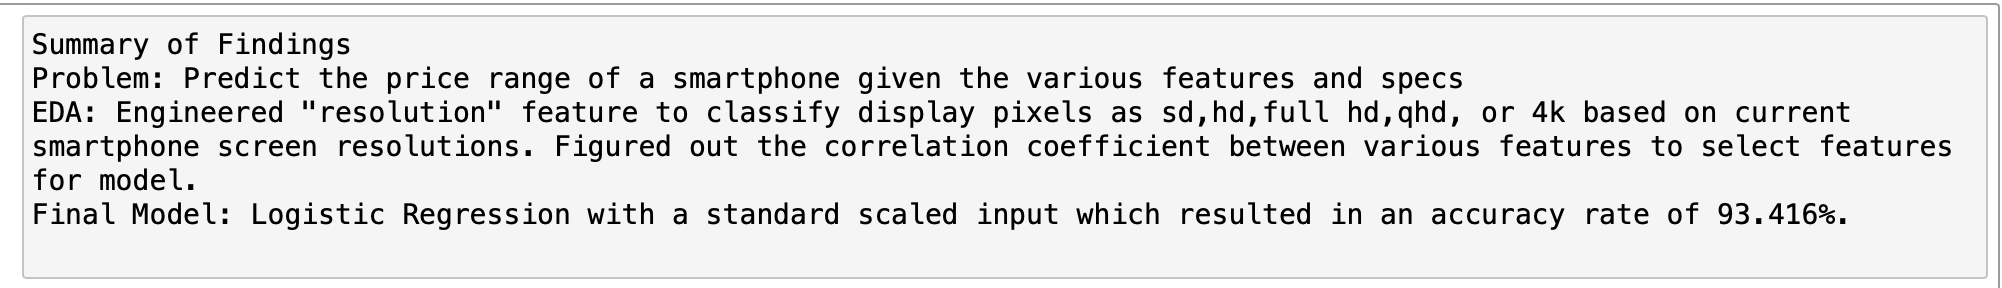 Summary of Findings
Problem: Predict the price range of a smartphone given the various features and specs
EDA: Engineered "resolution" feature to classify display pixels as sd,hd,full hd,qhd, or 4k based on current
smartphone screen resolutions. Figured out the correlation coefficient between various features to select features
for model.
Final Model: Logistic Regression with a standard scaled input which resulted in an accuracy rate of 93.416%.